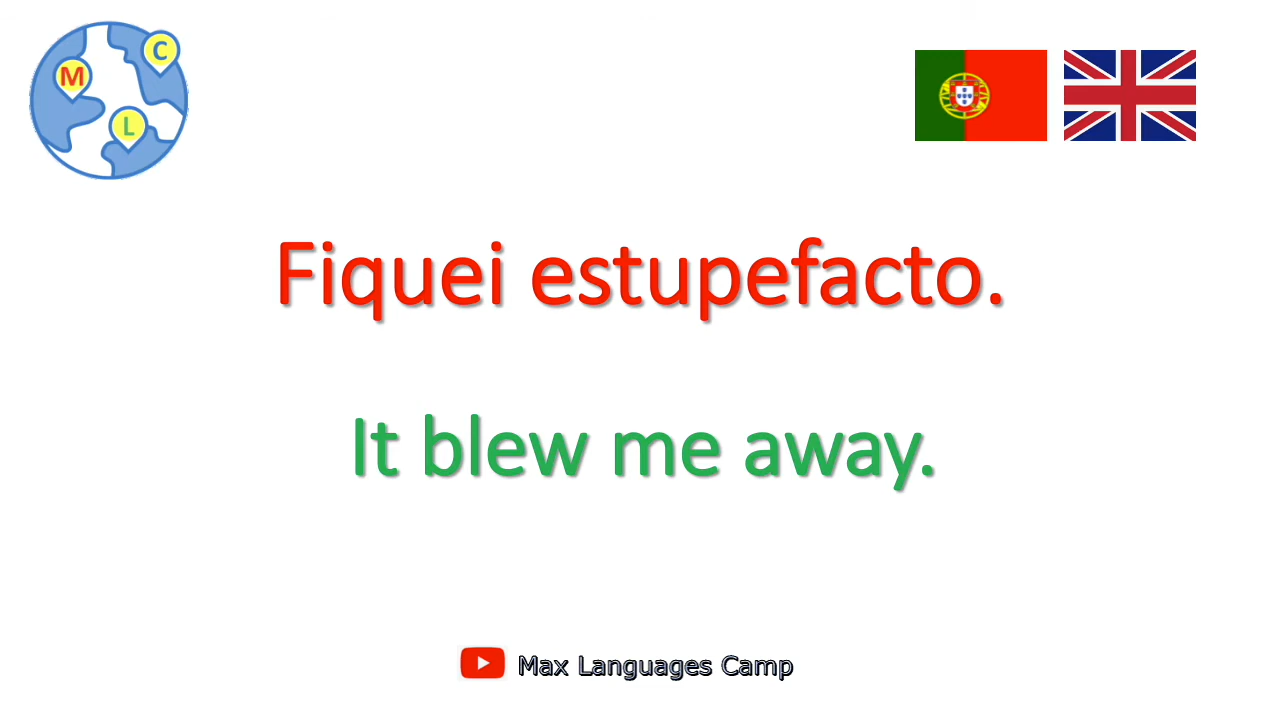 M
C
L
Fiquei estupefacto.
It blew me away.
Max Languages Camp